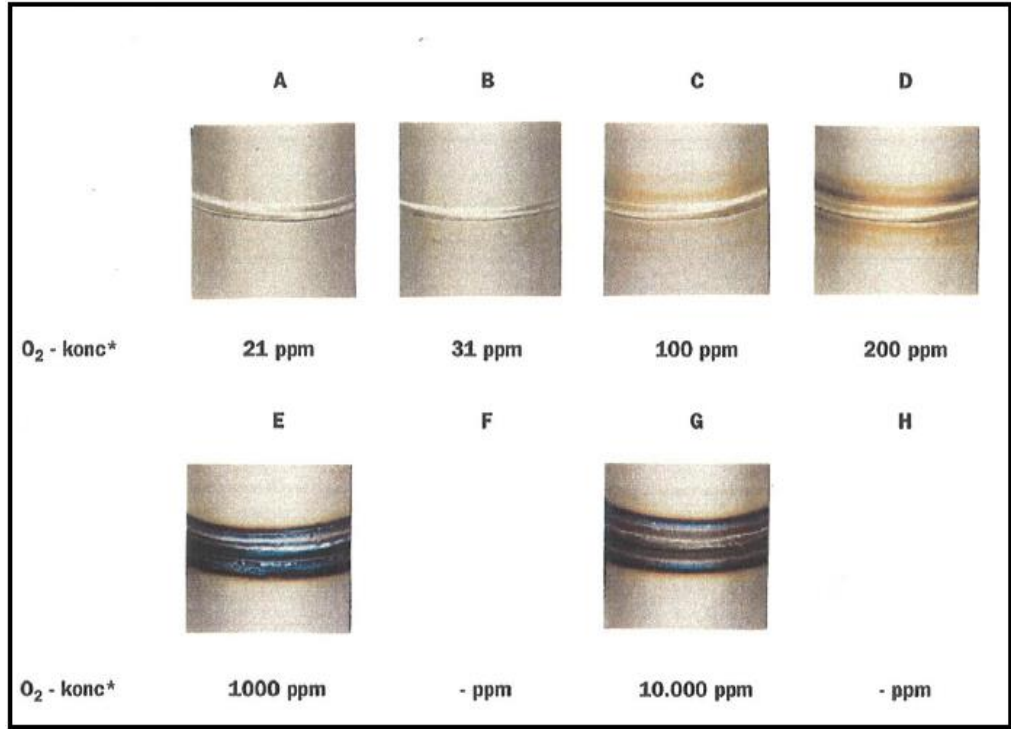 A B C D
O₂ - konc* 21 ppm 31 ppm 100 ppm 200 ppm
E F G H
O₂ - konc* 1000 ppm - ppm 10.000 ppm - ppm